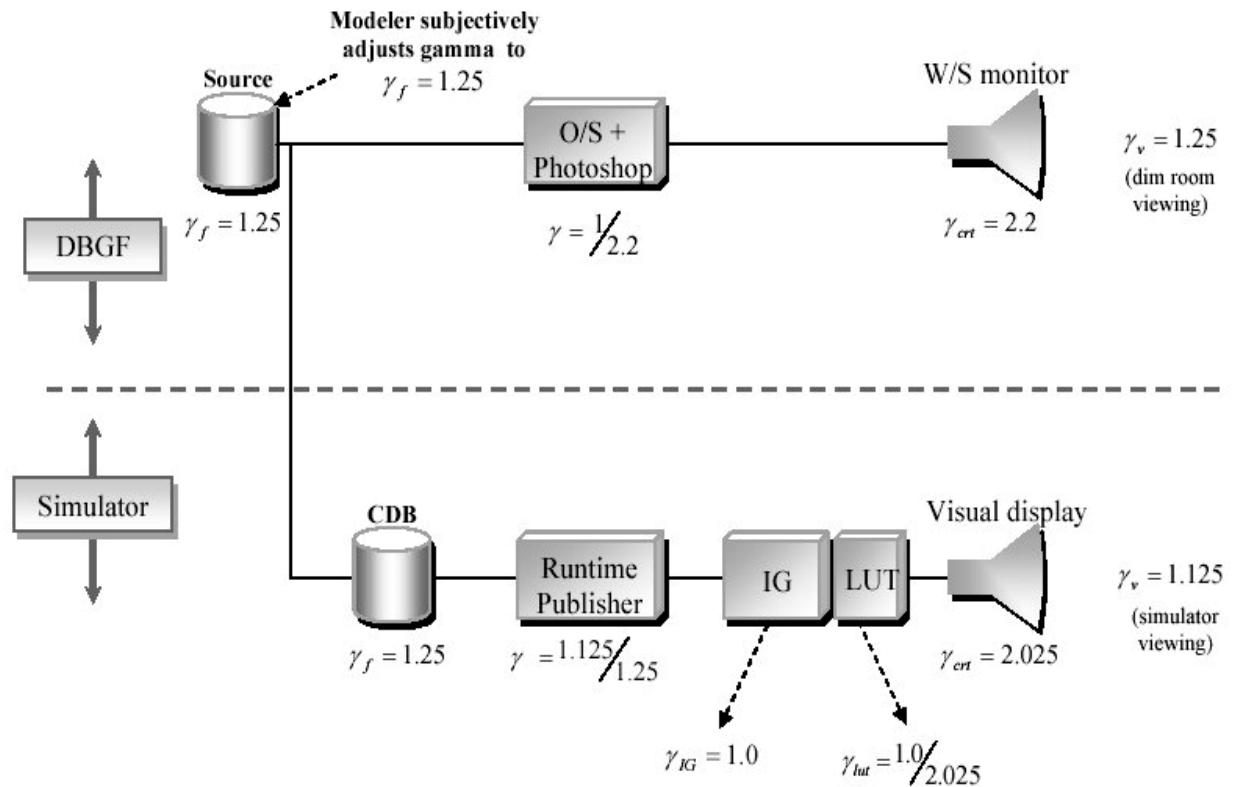 Modeler subjectively
adjusts gamma to
γf = 1.25
Source
γf = 1.25
O/S +
Photoshop
γ = 1/2.2
W/S monitor
γcrt = 2.2
γv = 1.25
(dim room
viewing)
DBGF
Simulator
CDB
γf = 1.25
Runtime
Publisher
γ = 1.125/1.25
IG
LUT
Visual display
γcrt = 2.025
γv = 1.125
(simulator
viewing)
γIG = 1.0
γlut = 1.0/2.025